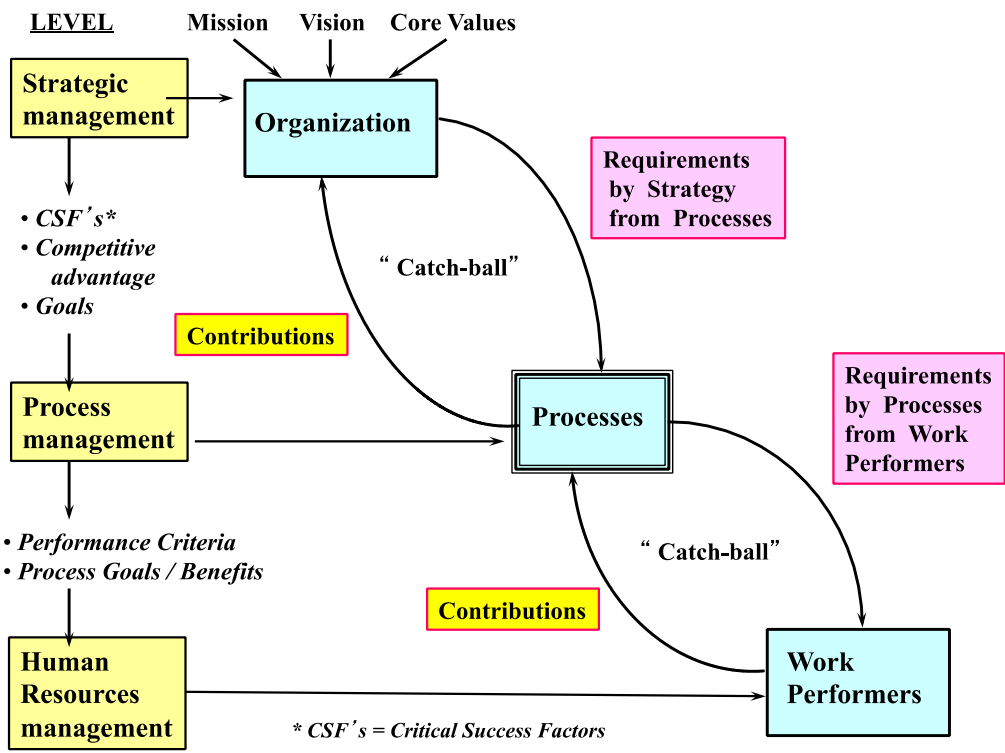 LEVEL
Mission
Vision
Core Values
Strategic
management
Organization
Requirements
by Strategy
from Processes
• CSF’s*
• Competitive
advantage
• Goals
“ Catch-ball”
Contributions
Process
management
Processes
Requirements
by Processes
from Work
Performers
• Performance Criteria
• Process Goals / Benefits
“ Catch-ball”
Contributions
Human
Resources
management
Work
Performers
* CSF’s = Critical Success Factors